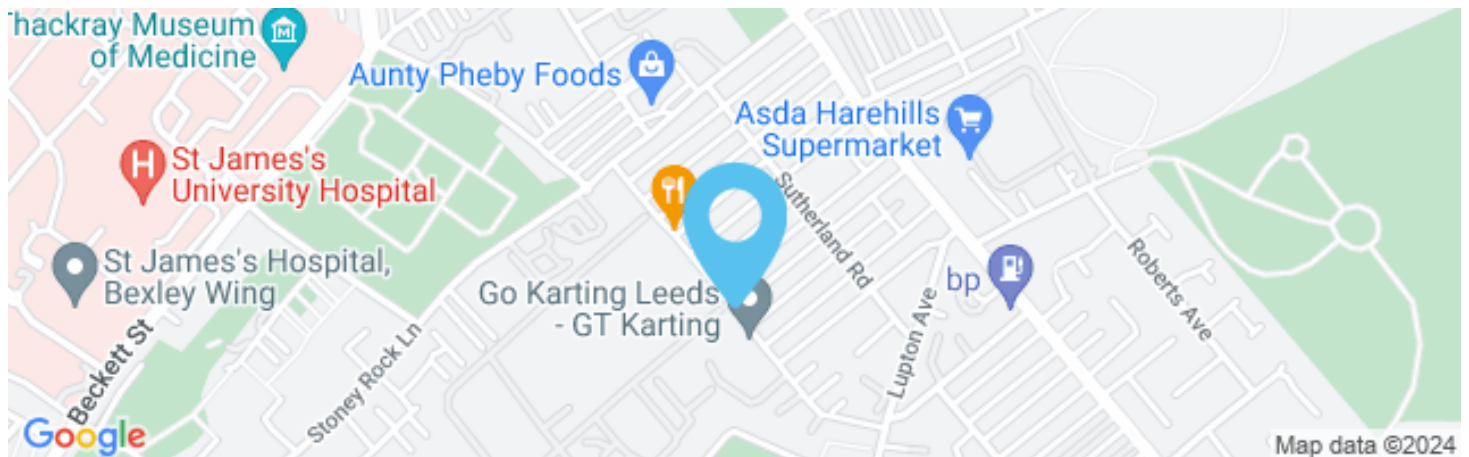 hackray Museum
of Medicine
Aunty Pheby Foods
Asda Harehills
Supermarket
H
St James's
University Hospital
St James's Hospital,
Bexley Wing
Sutherland Rd
Go Karting Leeds
- GT Karting
bp
Roberts Ave
Lupton Ave
Beckett St
Stoney Rock Ln
Google
Map data ©2024